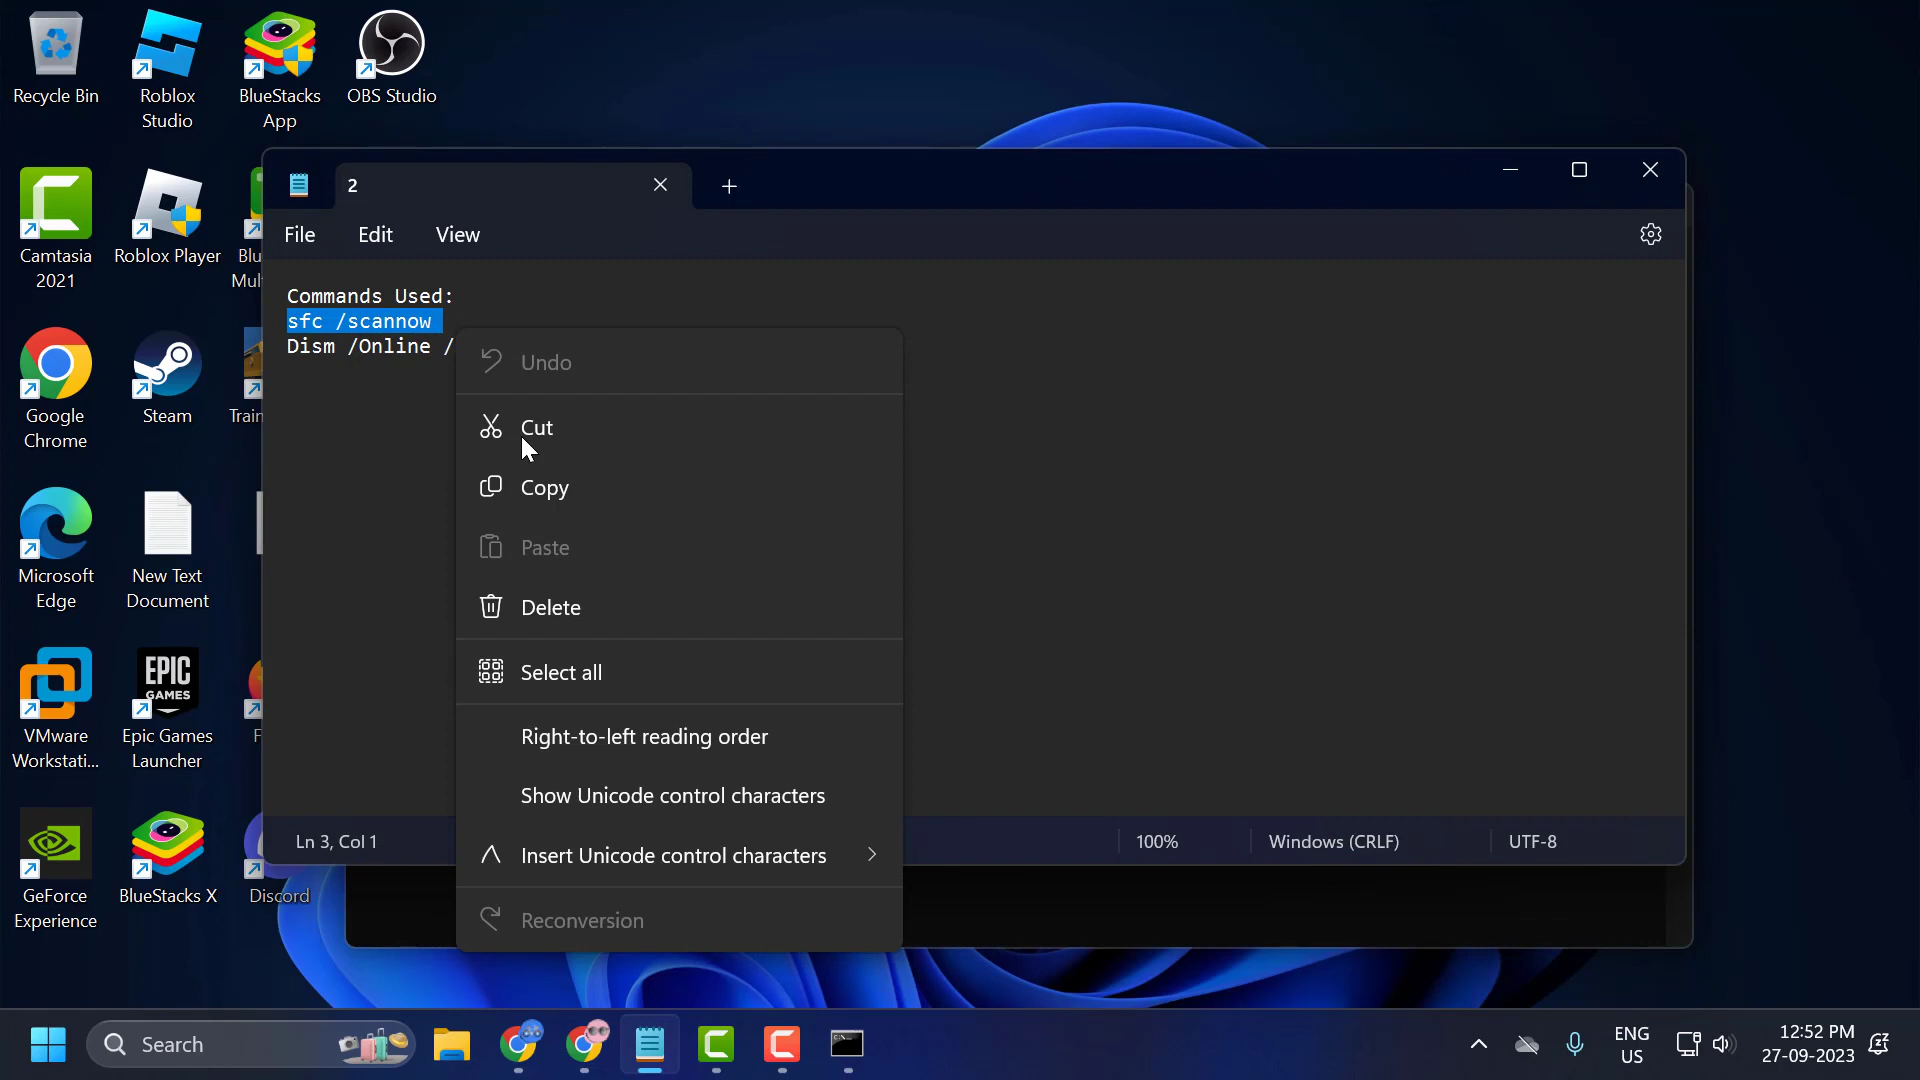 Recycle Bin
Roblox
Studio
BlueStacks
App
OBS Studio
Camtasia
2021
Roblox Player
Blu
Mul
Google
Chrome
Steam
Train
Microsoft
Edge
New Text
Document
VMware
Workstati...
EPIC
GAMES
Epic Games
Launcher
F
GeForce
Experience
BlueStacks X
Discord
2
File
Edit
View
Commands Used:
sfc /scannow
Dism /Online /
Undo
Cut
Copy
Paste
Delete
Select all
Right-to-left reading order
Show Unicode control characters
Insert Unicode control characters
Reconversion
Ln 3, Col 1
100%
Windows (CRLF)
UTF-8
Search
ENG
US
12:52 PM
27-09-2023